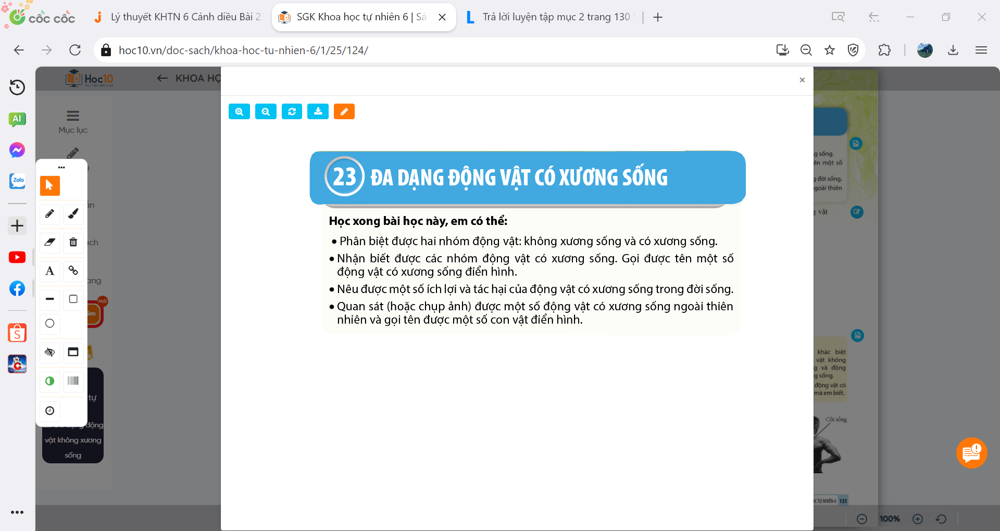 cốc cốc
Lý thuyết KHTN 6 Cánh diều Bài 23
SGK Khoa học tự nhiên 6 | Sá
Trả lời luyện tập mục 2 trang 130 S
hoc10.vn/doc-sach/khoa-hoc-tu-nhien-6/1/25/124/
Hoc10
KHOA HỌ
Mục lục
AI
Zalo
23 ĐA DẠNG ĐỘNG VẬT CÓ XƯƠNG SỐNG
Học xong bài học này, em có thể:
• Phân biệt được hai nhóm động vật: không xương sống và có xương sống.
• Nhận biết được các nhóm động vật có xương sống. Gọi được tên một số
động vật có xương sống điển hình.
• Nêu được một số ích lợi và tác hại của động vật có xương sống trong đời sống.
• Quan sát (hoặc chụp ảnh) được một số động vật có xương sống ngoài thiên
nhiên và gọi tên được một số con vật điển hình.
ách
ang
Mới
tự
động
vật không xương
sống
g sống.
ên một số
g đời sống.
goài thiên
vật
khác biệt
vật không
g và động
g sống.
động vật có
mà em biết.
Cột sống
ỌC TỰ NHIÊN 6 125
100%